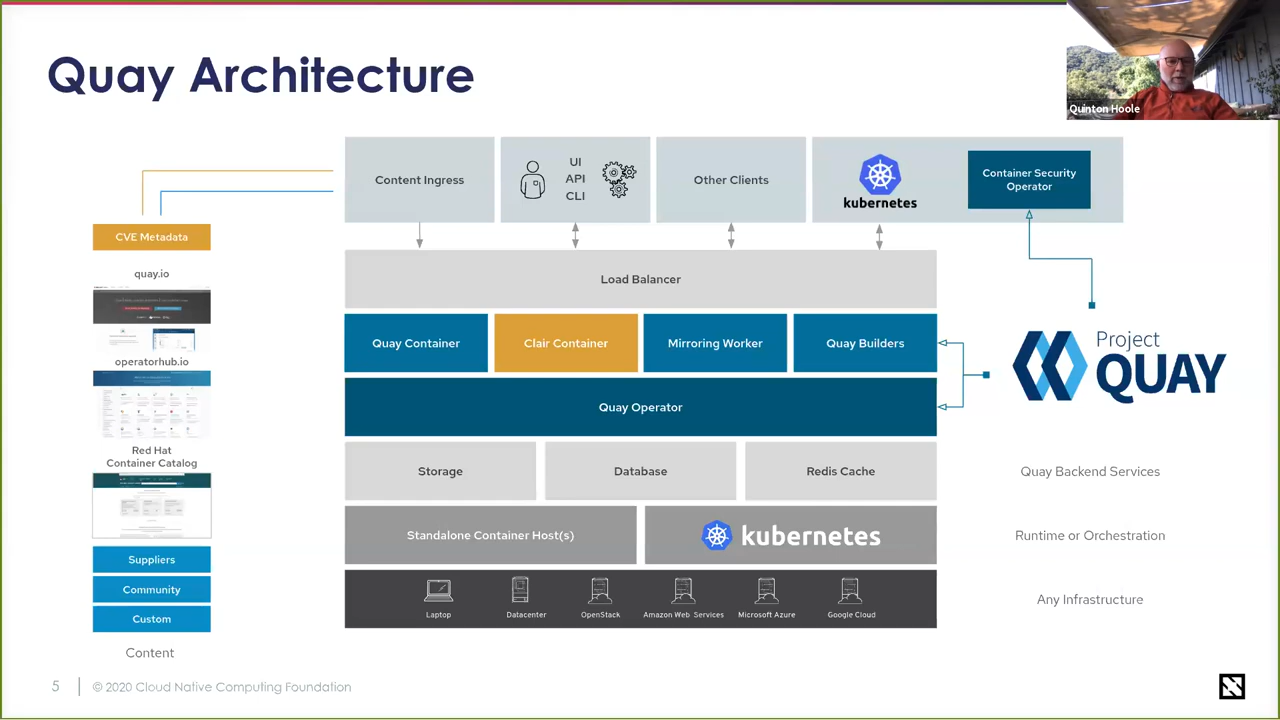 Quay Architecture
Quinton Hoole
Content Ingress
UI
API
CLI
Other Clients
kubernetes
Container Security
Operator
CVE Metadata
quay.io
operatorhub.io
Red Hat
Container Catalog
Suppliers
Community
Custom
Content
Load Balancer
Quay Container
Clair Container
Mirroring Worker
Quay Builders
Quay Operator
Project
QUAY
Storage
Database
Redis Cache
Quay Backend Services
Standalone Container Host(s)
kubernetes
Runtime or Orchestration
Laptop
Datacenter
OpenStack
Amazon Web Services
Microsoft Azure
Google Cloud
Any Infrastructure
5
© 2020 Cloud Native Computing Foundation